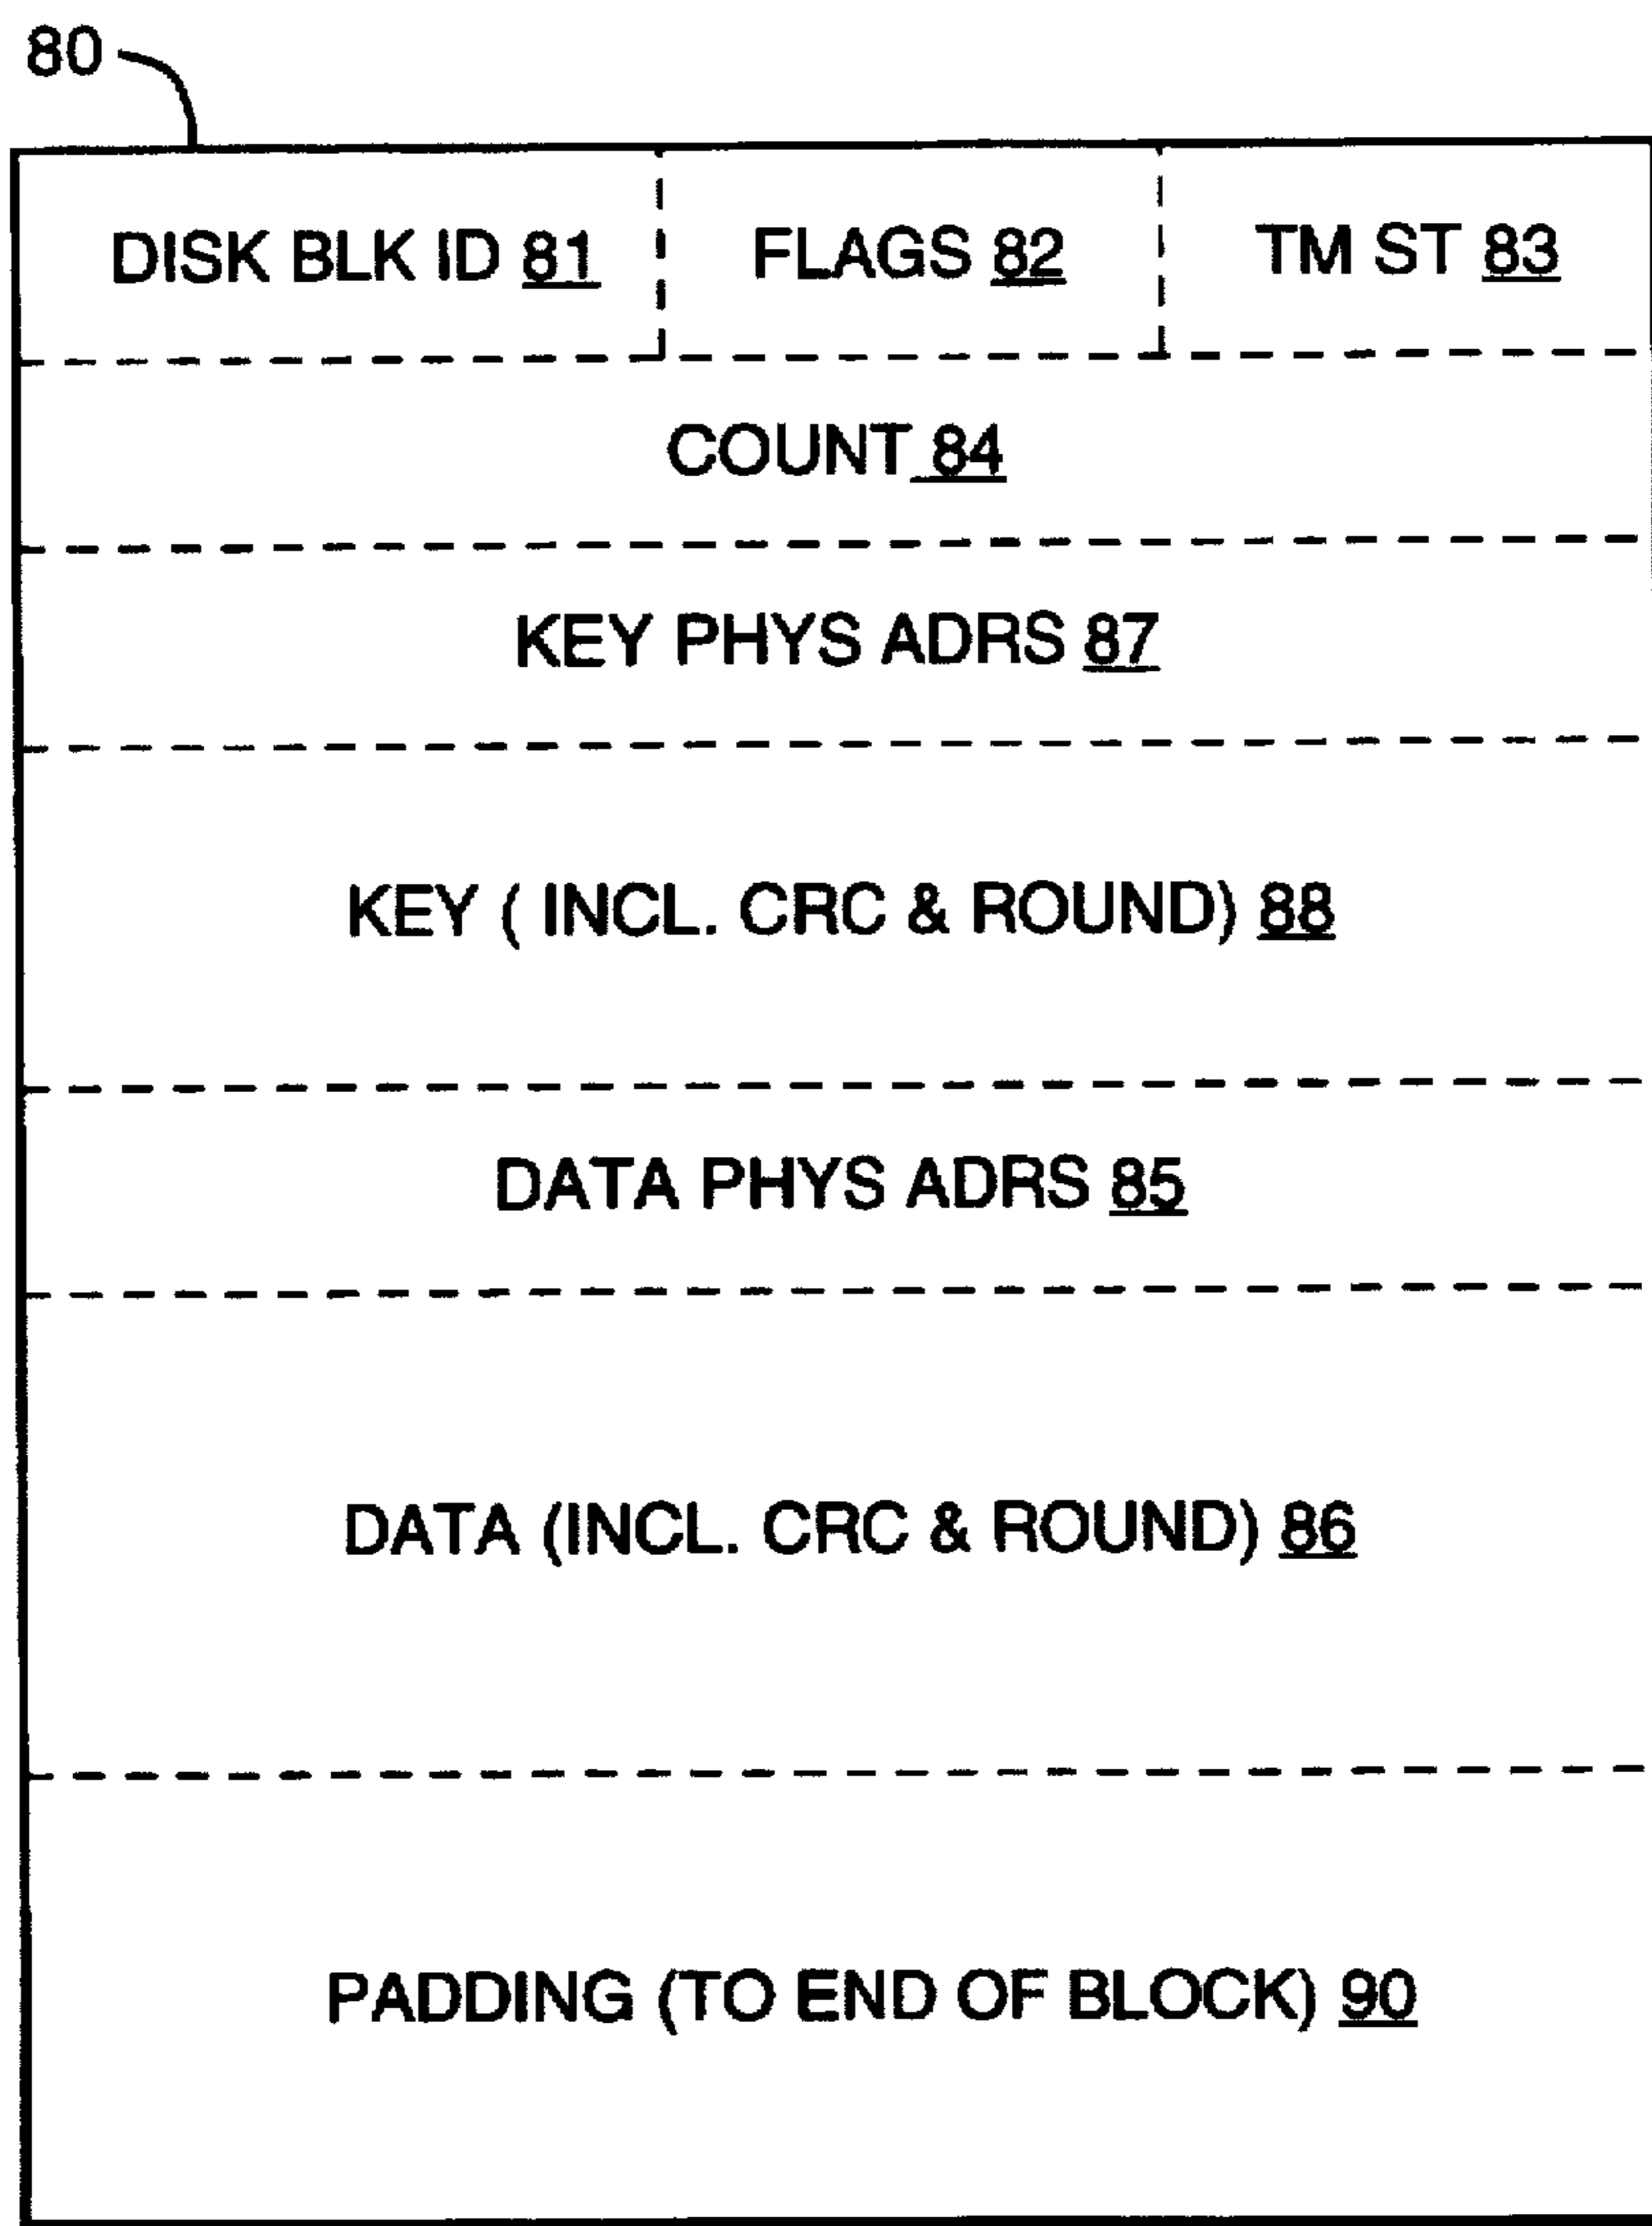 80
DISK BLK ID 81 FLAGS 82 TM ST 83
COUNT 84
KEY PHYS ADRS 87
KEY ( INCL. CRC & ROUND) 88
DATA PHYS ADRS 85
DATA (INCL. CRC & ROUND) 86
PADDING (TO END OF BLOCK) 90